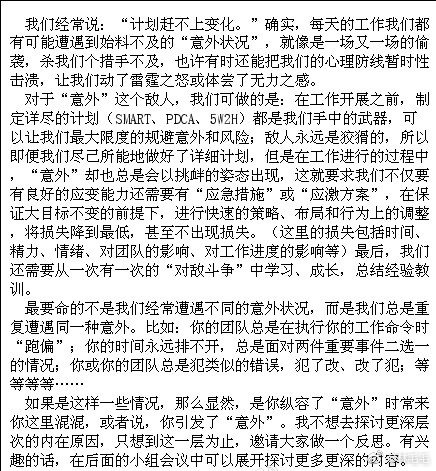 我们经常说：“计划赶不上变化。”确实，每天的工作我们都
有可能遭遇到始料不及的“意外状况”，就像是一场又一场的偷
袭，杀我们个措手不及，也许有时还能把我们的心理防线暂时性
击溃，让我们动了雷霆之怒或体尝了无力之感。
对于“意外”这个敌人，我们可做的是：在工作开展之前，制
定详尽的计划（SMART、PDCA、5W2H）都是我们手中的武器，可
以让我们最大限度的规避意外和风险；敌人永远是狡猾的，所以
即便我们尽己所能地做好了详细计划，但是在工作进行的过程中
，“意外”却也总是会以挑衅的姿态出现，这就要求我们不仅要
有良好的应变能力还需要有“应急措施”或“应激方案”，在保
证大目标不变的前提下，进行快速的策略、布局和行为上的调整
，将损失降到最低，甚至不出现损失。（这里的损失包括时间、
精力、情绪、对团队的影响、对工作进度的影响等）最后，我们
还需要从一次有一次的“对敌斗争”中学习、成长，总结经验教
训。
最要命的不是我们经常遭遇不同的意外状况，而是我们总是重
复遭遇同一种意外。比如：你的团队总是在执行你的工作命令时
“跑偏”；你的时间永远排不开，总是面对两件重要事件二选一
的情况；你或你的团队总是犯类似的错误，犯了改、改了犯；等
等等等……
如果是这样一些情况，那么显然，是你纵容了“意外”时常来
你这里混混，或者说，你引发了“意外”。我不想去探讨更深层
次的内在原因，只想到这一层为止，邀请大家做一个反思。有兴
趣的话，在后面的小组会议中可以展开探讨更多更深的内容。